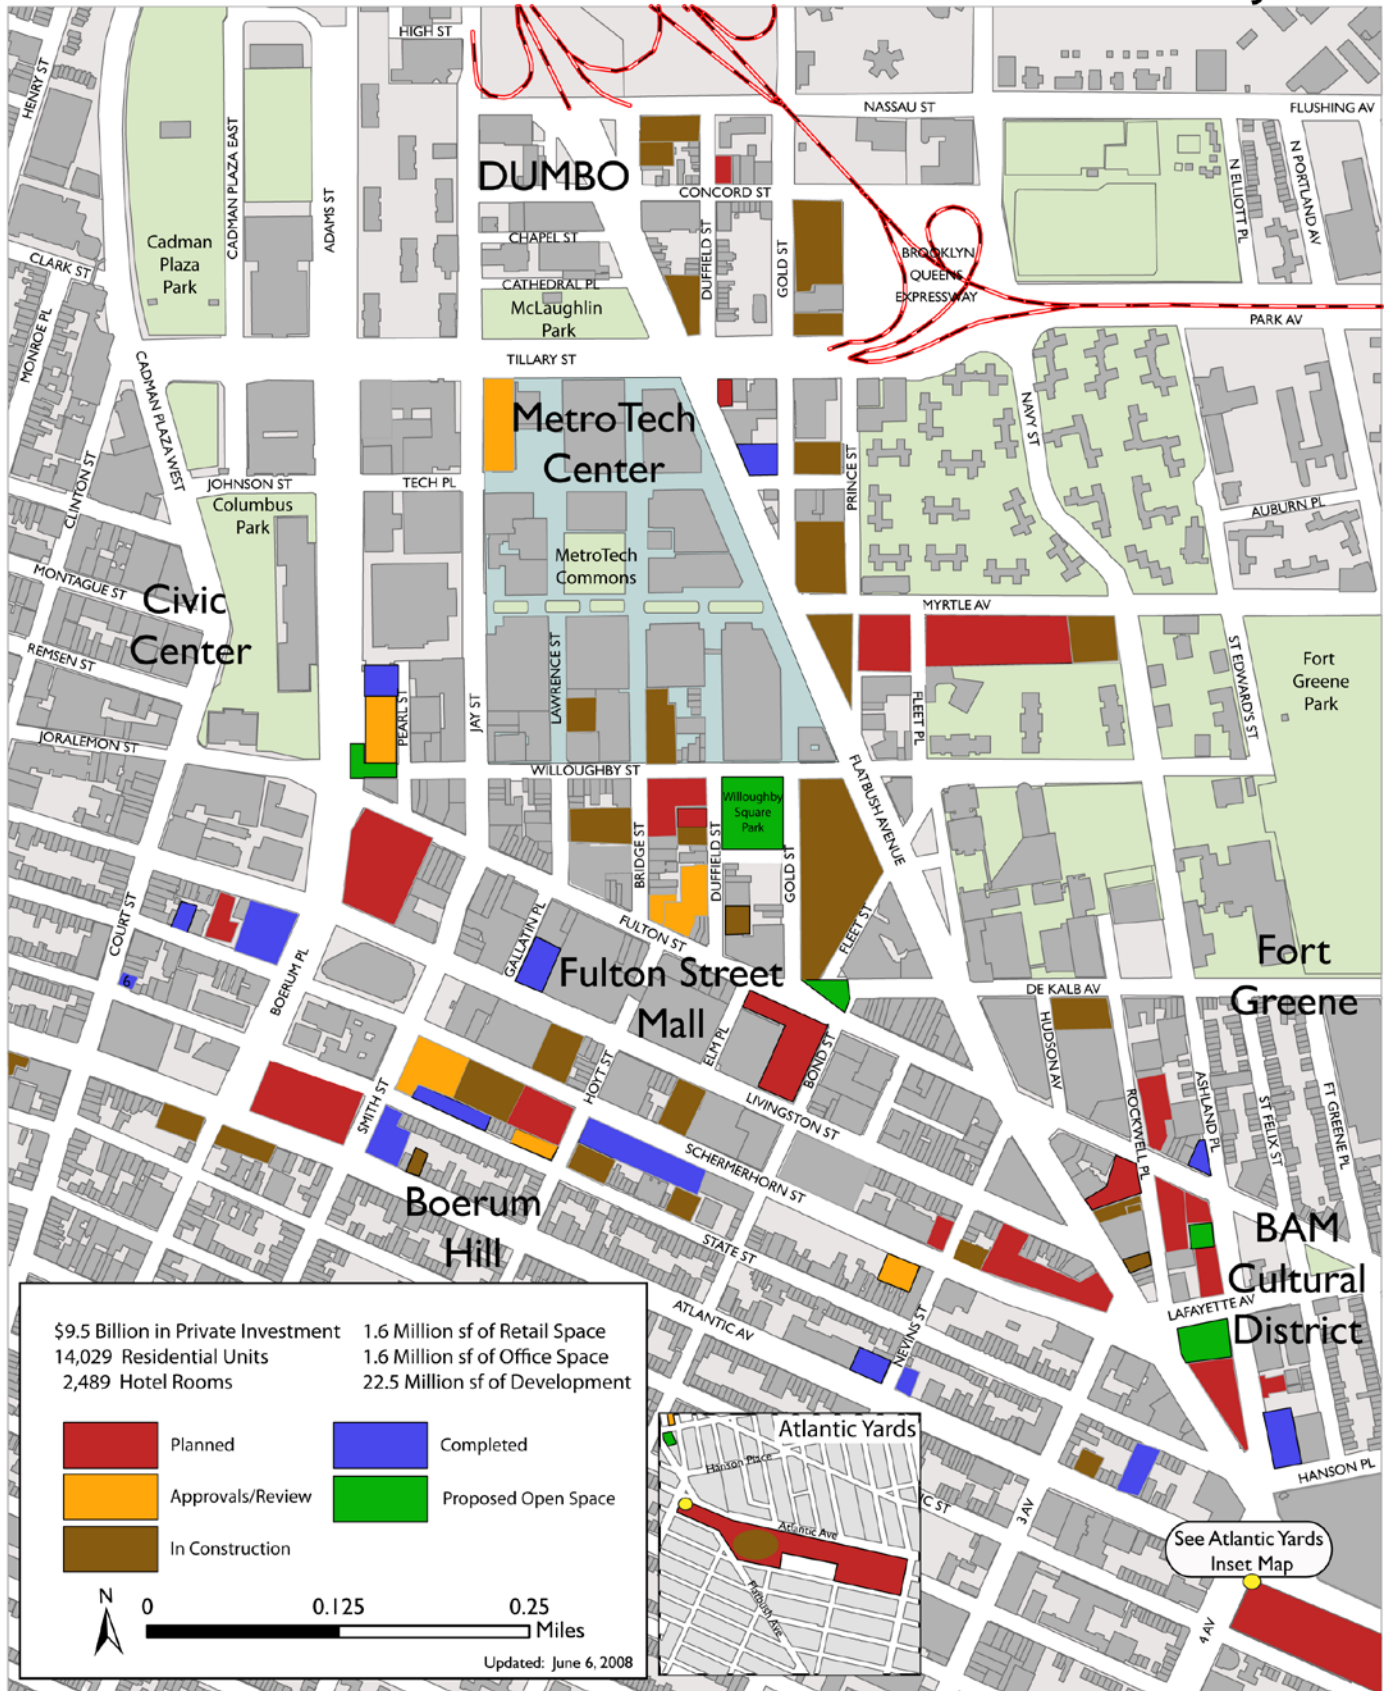 HIGH ST
HENRY ST
NASSAU ST
FLUSHING AV
CADMAN PLAZA EAST
ADAMS ST
DUMBO
CONCORD ST
N ELLIOTT PL
N PORTLAND AV
Cadman
Plaza
Park
CHAPEL ST
DUFFIELD ST
GOLD ST
BROOKLYN
QUEENS
EXPRESSWAY
CLARK ST
CATHEDRAL PL
McLaughlin
Park
MONROE PL
PARK AV
TILLARY ST
CADMAN PLAZA WEST
MetroTech
Center
NAVY ST
CLINTON ST
JOHNSON ST
TECH PL
PRINCE ST
Columbus
Park
AUBURN PL
MetroTech
Commons
MONTAGUE ST
Civic
Center
MYRTLE AV
REMSEN ST
LAWRENCE ST
ST EDWARD'S ST
Fort
Greene
Park
PEARL ST
JAY ST
FLEET PL
JORALEMON ST
WILLOUGHBY ST
FLATBUSH AVENUE
Willoughby
Square
Park
BRIDGE ST
DUFFIELD ST
GOLD ST
COURT ST
GALLATIN PL
FULTON ST
FLEET ST
BOERUM PL
6
Fulton Street
Mall
Fort
Greene
DE KALB AV
ELM PL
BOND ST
HUDSON AV
HOYT ST
SMITH ST
LIVINGSTON ST
ROCKWELL PL
ASHLAND PL
ST FELIX ST
FT GREENE PL
SCHERMERHORN ST
Boerum
Hill
STATE ST
BAM
Cultural
District
LAFAYETTE AV
ATLANTIC AV
NEVINS ST
HANSON PL
3 AV
IC ST
4 AV
See Atlantic Yards
Inset Map
$9.5 Billion in Private Investment
14,029 Residential Units
2,489 Hotel Rooms
1.6 Million sf of Retail Space
1.6 Million sf of Office Space
22.5 Million sf of Development
Planned
Completed
Approvals/Review
Proposed Open Space
In Construction
N
0 0.125 0.25
Miles
Updated: June 6, 2008
Atlantic Yards
Hanson Place
Atlantic Ave
Flatbush Ave